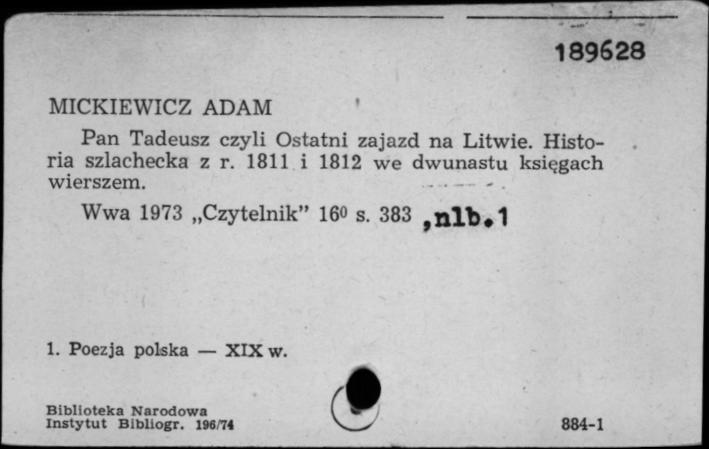 189628
MICKIEWICZ ADAM
Pan Tadeusz czyli Ostatni zajazd na Litwie. Histo-
ria szlachecka z r. 1811 i 1812 we dwunastu księgach
wierszem.
Wwa 1973 „Czytelnik” 16⁰ s. 383 ,nlb.1
1. Poezja polska — XIX w.
Biblioteka Narodowa
Instytut Bibliogr. 196/74
884-1